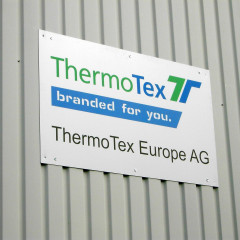 ThermoTex
branded for you.
ThermoTex Europe AG